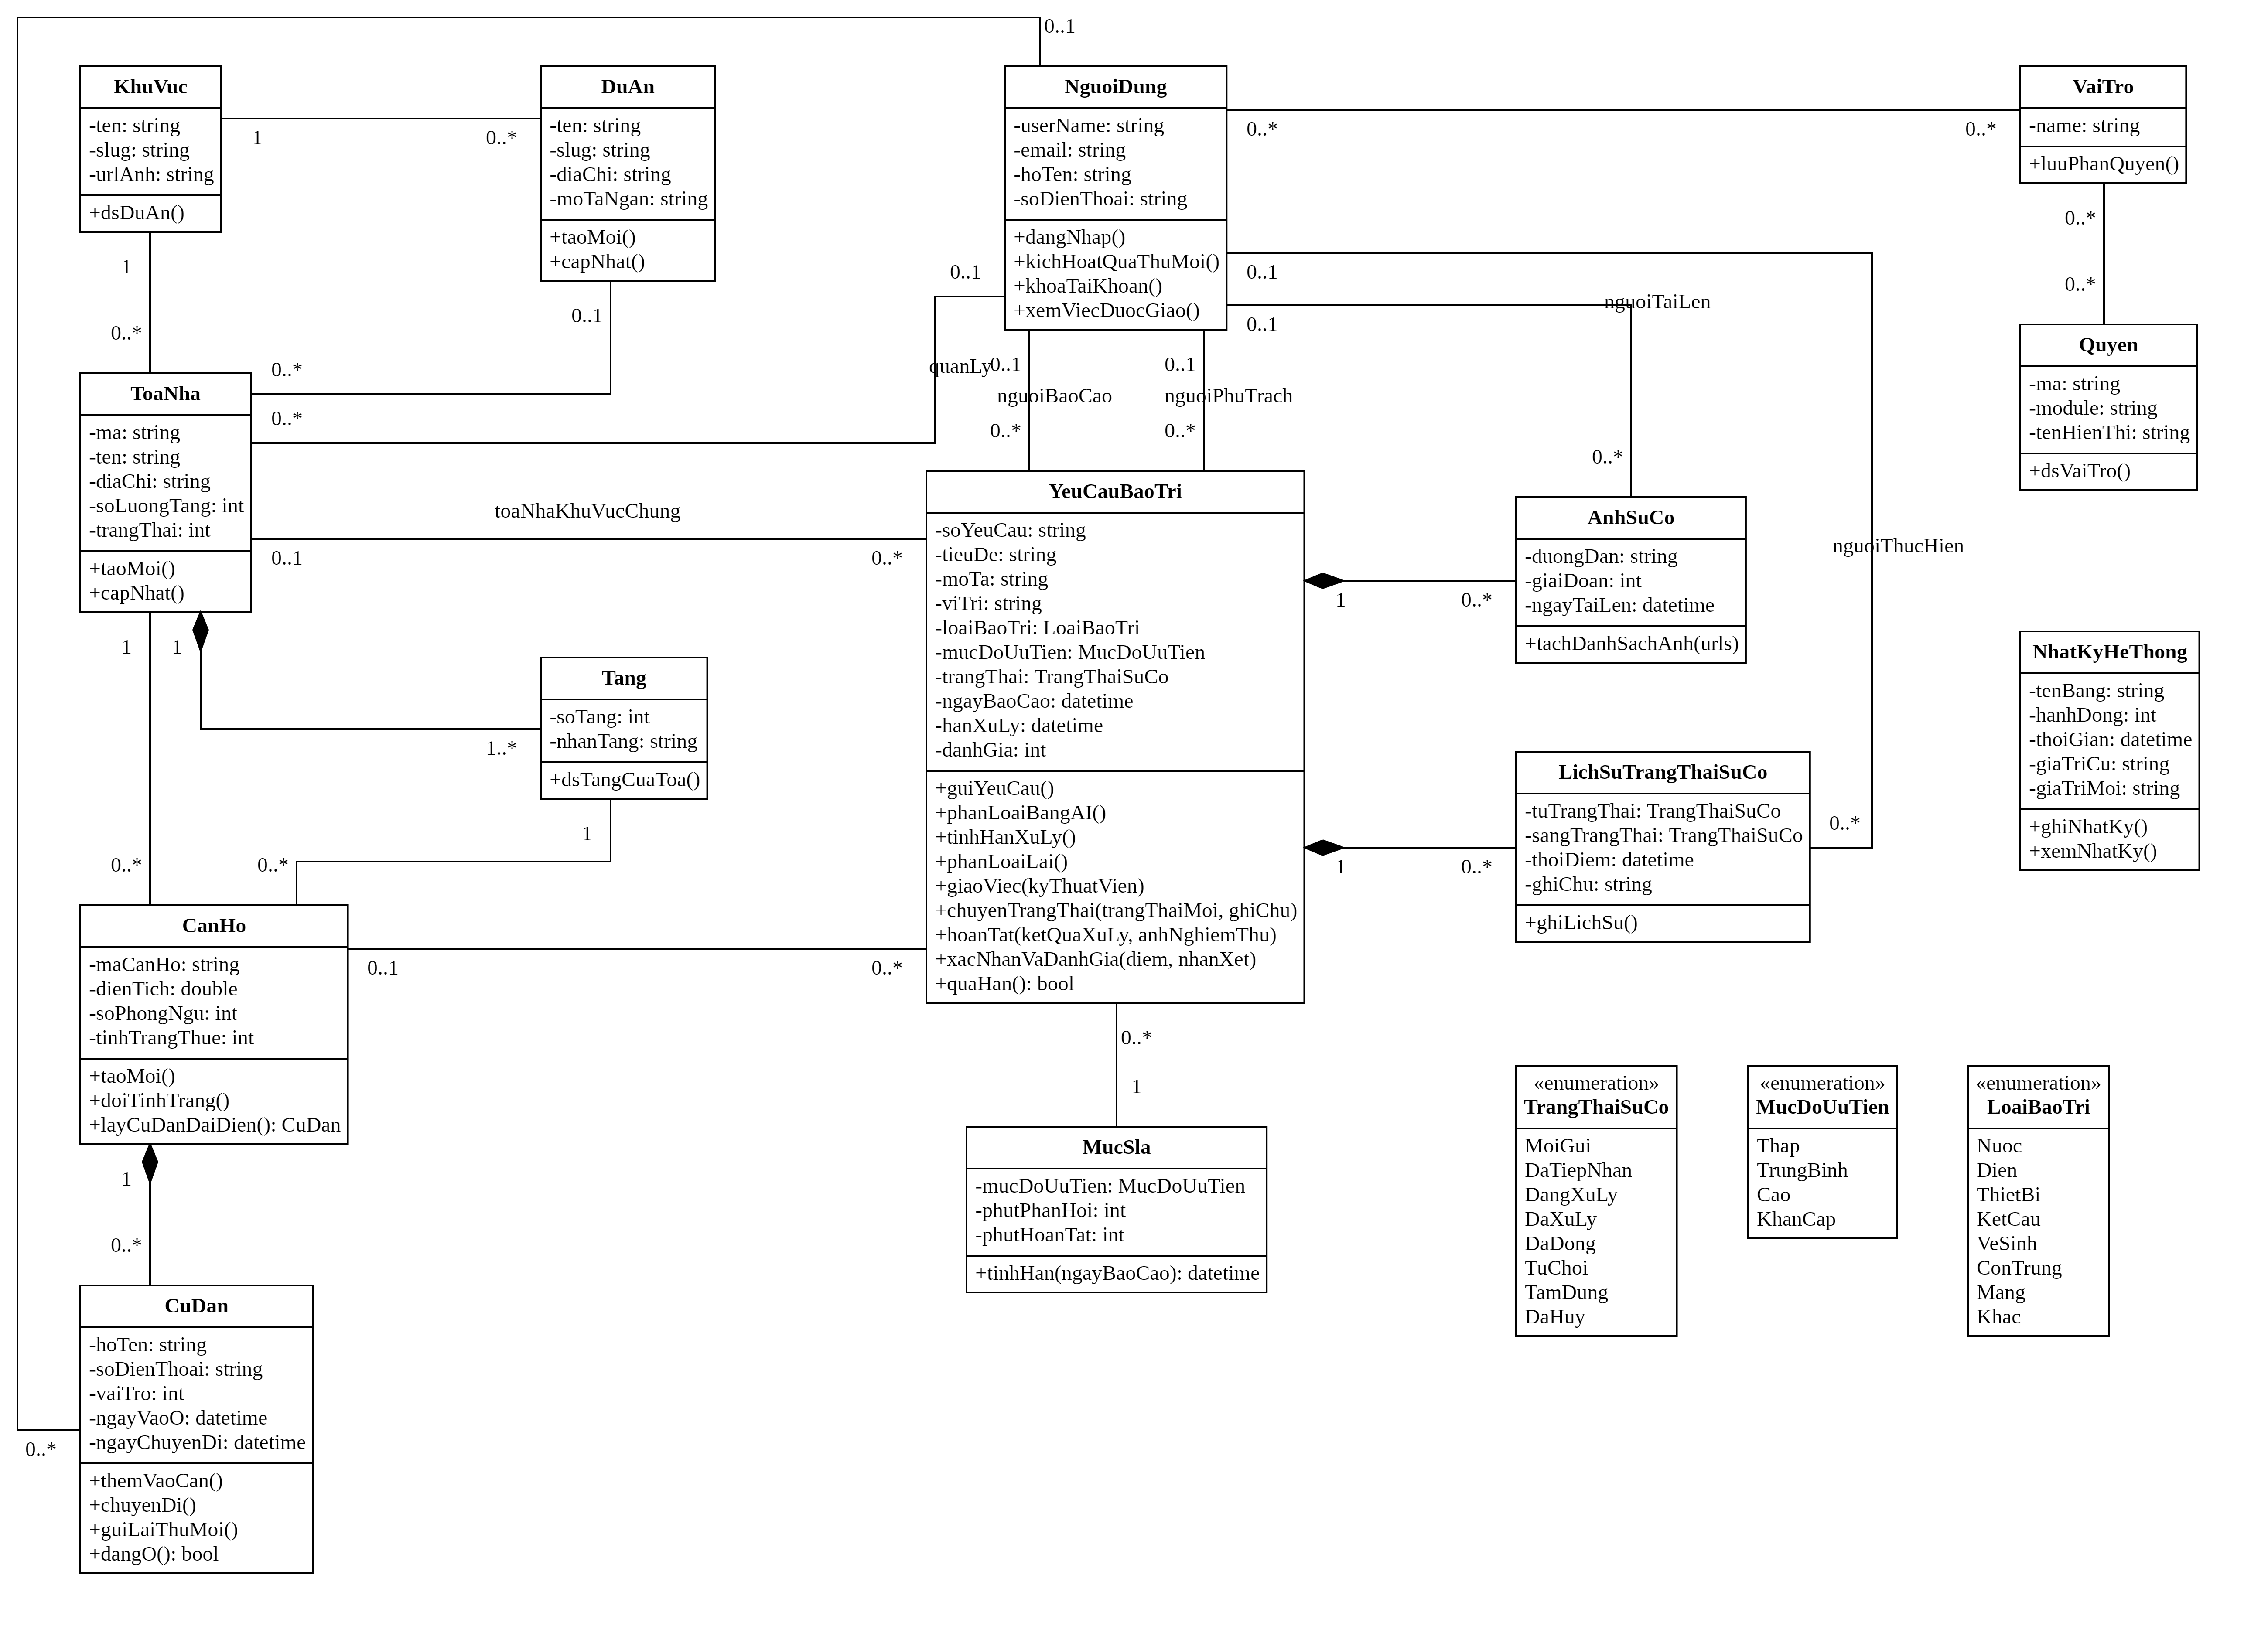 0..1
KhuVuc
-ten: string
-slug: string
-urlAnh: string
+dsDuAn()
1
0..*
DuAn
-ten: string
-slug: string
-diaChi: string
-moTaNgan: string
+taoMoi()
+capNhat()
NguoiDung
-userName: string
-email: string
-hoTen: string
-soDienThoai: string
+dangNhap()
+kichHoatQuaThuMoi()
+khoaTaiKhoan()
+xemViecDuocGiao()
0..*
0..*
VaiTro
-name: string
+luuPhanQuyen()
0..*
0..*
Quyen
-ma: string
-module: string
-tenHienThi: string
+dsVaiTro()
1
0..*
0..1
0..*
0..1
0..*
quanLy
0..1
nguoiBaoCao
0..*
0..1
nguoiPhuTrach
0..*
0..1
0..1
nguoiTaiLen
0..*
nguoiThucHien
0..*
ToaNha
-ma: string
-ten: string
-diaChi: string
-soLuongTang: int
-trangThai: int
+taoMoi()
+capNhat()
toaNhaKhuVucChung
0..1
0..*
YeuCauBaoTri
-soYeuCau: string
-tieuDe: string
-moTa: string
-viTri: string
-loaiBaoTri: LoaiBaoTri
-mucDoUuTien: MucDoUuTien
-trangThai: TrangThaiSuCo
-ngayBaoCao: datetime
-hanXuLy: datetime
-danhGia: int
+guiYeuCau()
+phanLoaiBangAI()
+tinhHanXuLy()
+phanLoaiLai()
+giaoViec(kyThuatVien)
+chuyenTrangThai(trangThaiMoi, ghiChu)
+hoanTat(ketQuaXuLy, anhNghiemThu)
+xacNhanVaDanhGia(diem, nhanXet)
+quaHan(): bool
1
0..*
AnhSuCo
-duongDan: string
-giaiDoan: int
-ngayTaiLen: datetime
+tachDanhSachAnh(urls)
NhatKyHeThong
-tenBang: string
-hanhDong: int
-thoiGian: datetime
-giaTriCu: string
-giaTriMoi: string
+ghiNhatKy()
+xemNhatKy()
1
1
1..*
Tang
-soTang: int
-nhanTang: string
+dsTangCuaToa()
1
0..*
0..*
1
0..*
LichSuTrangThaiSuCo
-tuTrangThai: TrangThaiSuCo
-sangTrangThai: TrangThaiSuCo
-thoiDiem: datetime
-ghiChu: string
+ghiLichSu()
CanHo
-maCanHo: string
-dienTich: double
-soPhongNgu: int
-tinhTrangThue: int
+taoMoi()
+doiTinhTrang()
+layCuDanDaiDien(): CuDan
0..1
0..*
0..*
1
MucSla
-mucDoUuTien: MucDoUuTien
-phutPhanHoi: int
-phutHoanTat: int
+tinhHan(ngayBaoCao): datetime
«enumeration»
TrangThaiSuCo
MoiGui
DaTiepNhan
DangXuLy
DaXuLy
DaDong
TuChoi
TamDung
DaHuy
«enumeration»
MucDoUuTien
Thap
TrungBinh
Cao
KhanCap
«enumeration»
LoaiBaoTri
Nuoc
Dien
ThietBi
KetCau
VeSinh
ConTrung
Mang
Khac
1
0..*
CuDan
-hoTen: string
-soDienThoai: string
-vaiTro: int
-ngayVaoO: datetime
-ngayChuyenDi: datetime
+themVaoCan()
+chuyenDi()
+guiLaiThuMoi()
+dangO(): bool
0..*